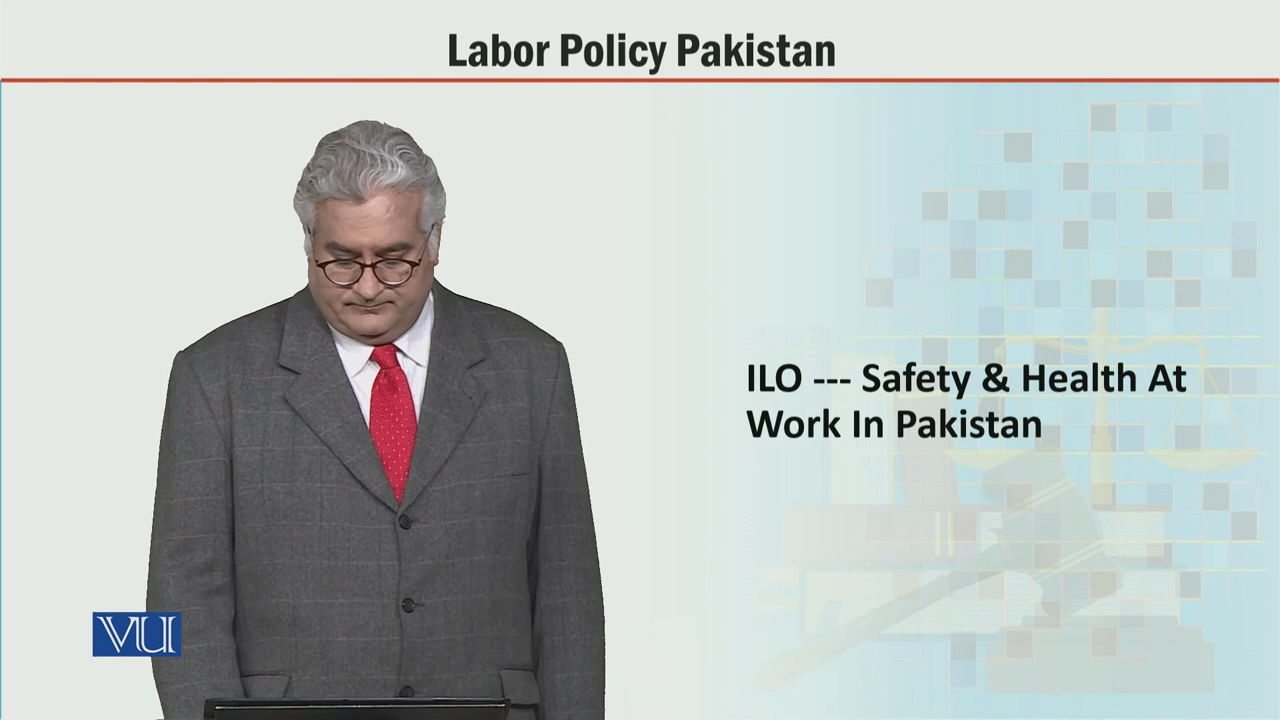 Labor Policy Pakistan
ILO --- Safety & Health At
Work In Pakistan
VU